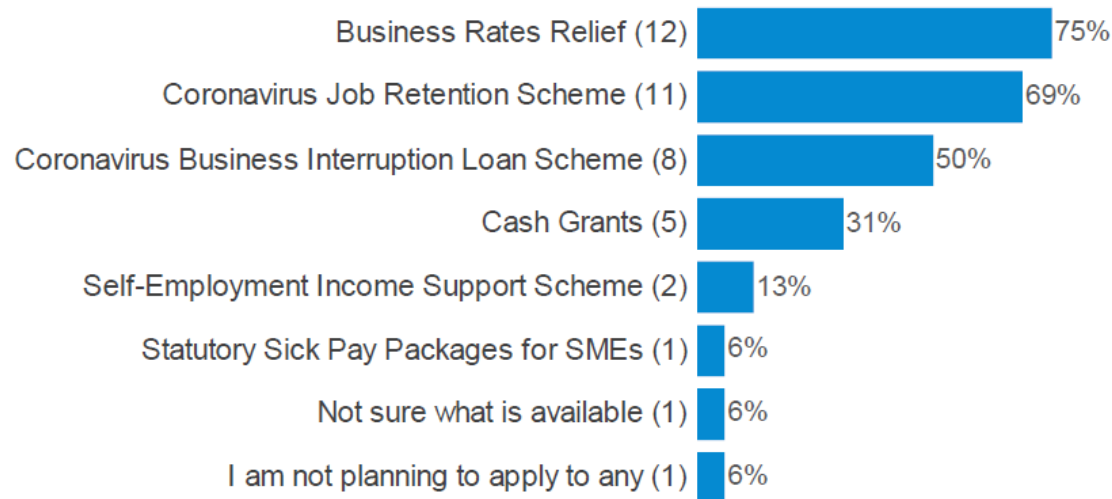 Business Rates Relief (12) 75%
Coronavirus Job Retention Scheme (11) 69%
Coronavirus Business Interruption Loan Scheme (8) 50%
Cash Grants (5) 31%
Self-Employment Income Support Scheme (2) 13%
Statutory Sick Pay Packages for SMEs (1) 6%
Not sure what is available (1) 6%
I am not planning to apply to any (1) 6%